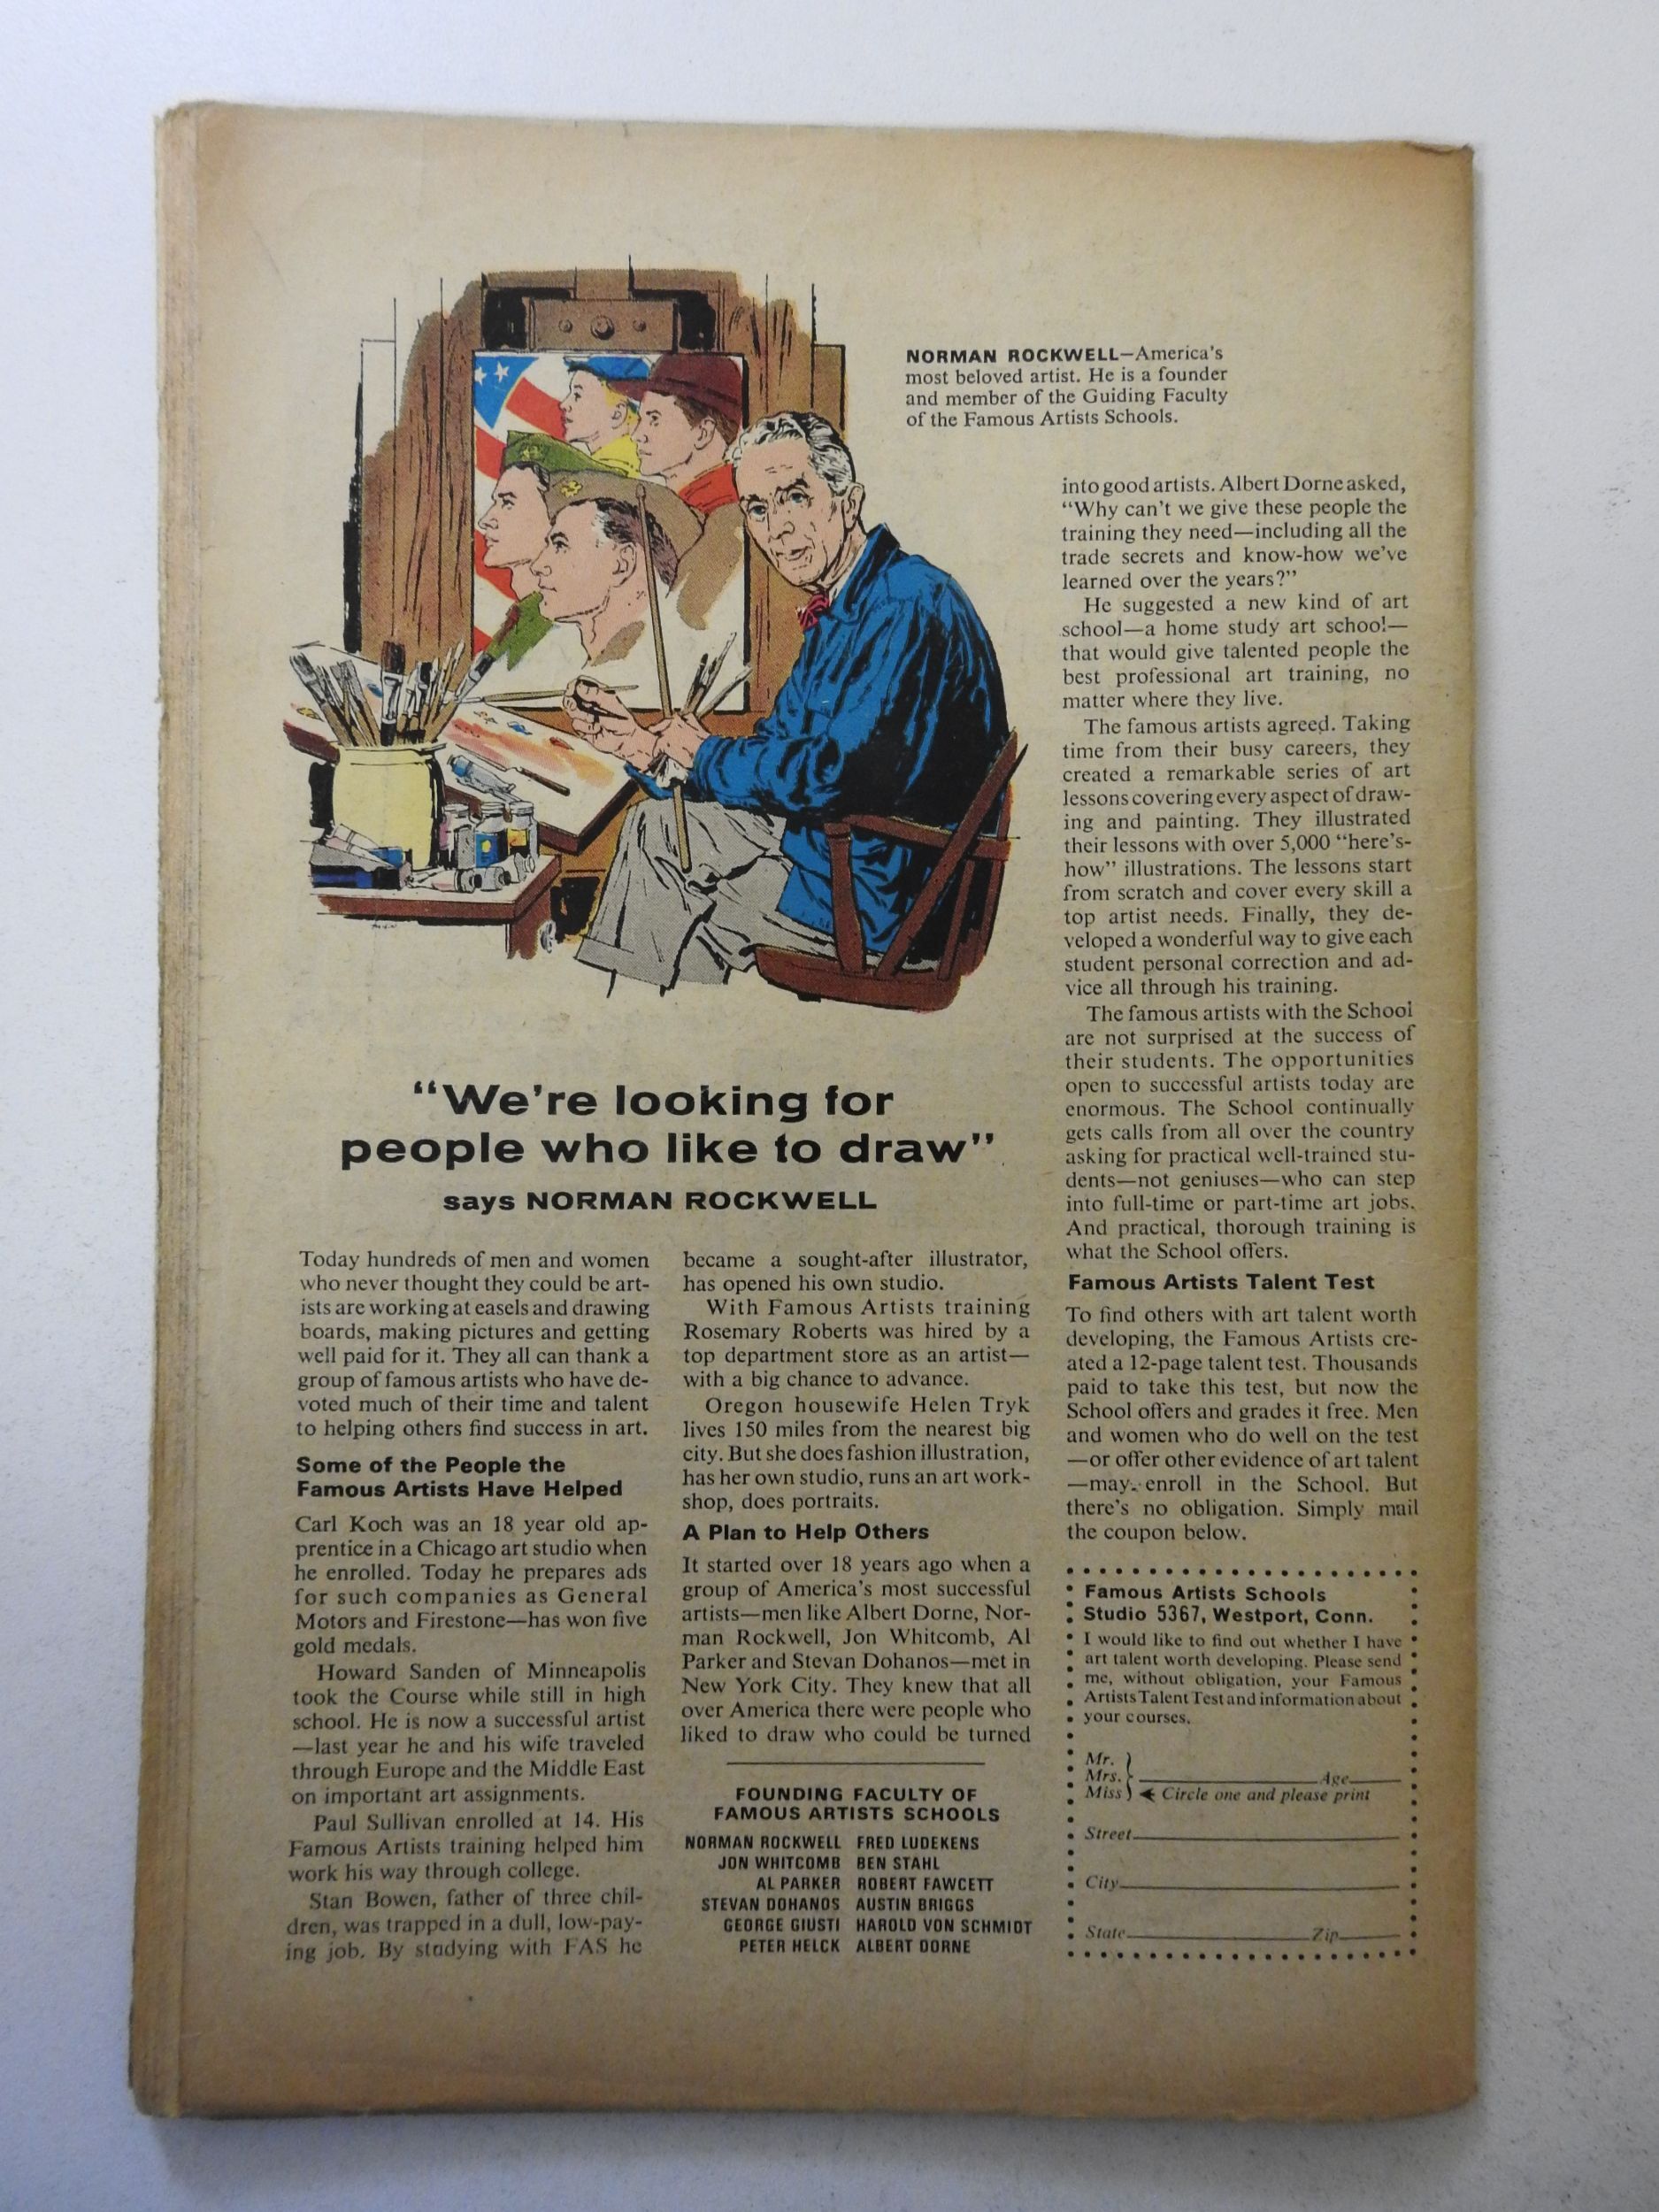 NORMAN ROCKWELL—America's
most beloved artist. He is a founder
and member of the Guiding Faculty
of the Famous Artists Schools.
"We're looking for
people who like to draw"
says NORMAN ROCKWELL
Today hundreds of men and women
who never thought they could be art-
ists are working at easels and drawing
boards, making pictures and getting
well paid for it. They all can thank a
group of famous artists who have de-
voted much of their time and talent
to helping others find success in art.
Some of the People the
Famous Artists Have Helped
Carl Koch was an 18 year old ap-
prentice in a Chicago art studio when
he enrolled. Today he prepares ads
for such companies as General
Motors and Firestone—has won five
gold medals.
Howard Sanden of Minneapolis
took the Course while still in high
school. He is now a successful artist
—last year he and his wife traveled
through Europe and the Middle East
on important art assignments.
Paul Sullivan enrolled at 14. His
Famous Artists training helped him
work his way through college.
Stan Bowen, father of three chil-
dren, was trapped in a dull, low-pay-
ing job. By studying with FAS he
became a sought-after illustrator,
has opened his own studio.
With Famous Artists training
Rosemary Roberts was hired by a
top department store as an artist—
with a big chance to advance.
Oregon housewife Helen Tryk
lives 150 miles from the nearest big
city. But she does fashion illustration,
has her own studio, runs an art work-
shop, does portraits.
A Plan to Help Others
It started over 18 years ago when a
group of America's most successful
artists—men like Albert Dorne, Nor-
man Rockwell, Jon Whitcomb, Al
Parker and Stevan Dohanos—met in
New York City. They knew that all
over America there were people who
liked to draw who could be turned
FOUNDING FACULTY OF
FAMOUS ARTISTS SCHOOLS
NORMAN ROCKWELL FRED LUDEKENS
JON WHITCOMB BEN STAHL
AL PARKER ROBERT FAWCETT
STEVAN DOHANOS AUSTIN BRIGGS
GEORGE GIUSTI HAROLD VON SCHMIDT
PETER HELCK ALBERT DORNE
into good artists. Albert Dorne asked,
"Why can't we give these people the
training they need—including all the
trade secrets and know-how we've
learned over the years?"
He suggested a new kind of art
school—a home study art school—
that would give talented people the
best professional art training, no
matter where they live.
The famous artists agreed. Taking
time from their busy careers, they
created a remarkable series of art
lessons covering every aspect of draw-
ing and painting. They illustrated
their lessons with over 5,000 "here's-
how" illustrations. The lessons start
from scratch and cover every skill a
top artist needs. Finally, they de-
veloped a wonderful way to give each
student personal correction and ad-
vice all through his training.
The famous artists with the School
are not surprised at the success of
their students. The opportunities
open to successful artists today are
enormous. The School continually
gets calls from all over the country
asking for practical well-trained stu-
dents—not geniuses—who can step
into full-time or part-time art jobs.
And practical, thorough training is
what the School offers.
Famous Artists Talent Test
To find others with art talent worth
developing, the Famous Artists cre-
ated a 12-page talent test. Thousands
paid to take this test, but now the
School offers and grades it free. Men
and women who do well on the test
—or offer other evidence of art talent
—may enroll in the School. But
there's no obligation. Simply mail
the coupon below.
Famous Artists Schools
Studio 5367, Westport, Conn.
I would like to find out whether I have
art talent worth developing. Please send
me, without obligation, your Famous
Artists Talent Test and information about
your courses.
Mr.
Mrs. Age
Miss Circle one and please print
Street
City
State Zip